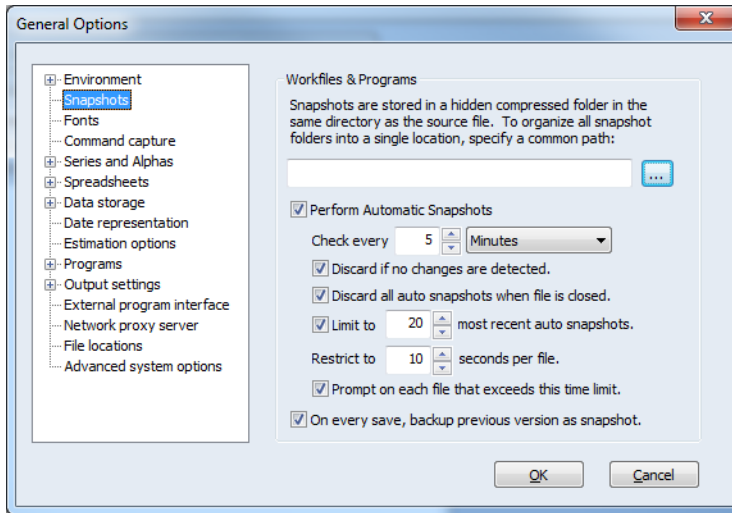 General Options
Environment
Snapshots
Fonts
Command capture
Series and Alphas
Spreadsheets
Data storage
Date representation
Estimation options
Programs
Output settings
External program interface
Network proxy server
File locations
Advanced system options
Workfiles & Programs
Snapshots are stored in a hidden compressed folder in the
same directory as the source file. To organize all snapshot
folders into a single location, specify a common path:
...
Perform Automatic Snapshots
Check every 5 Minutes
Discard if no changes are detected.
Discard all auto snapshots when file is closed.
Limit to 20 most recent auto snapshots.
Restrict to 10 seconds per file.
Prompt on each file that exceeds this time limit.
On every save, backup previous version as snapshot.
OK Cancel